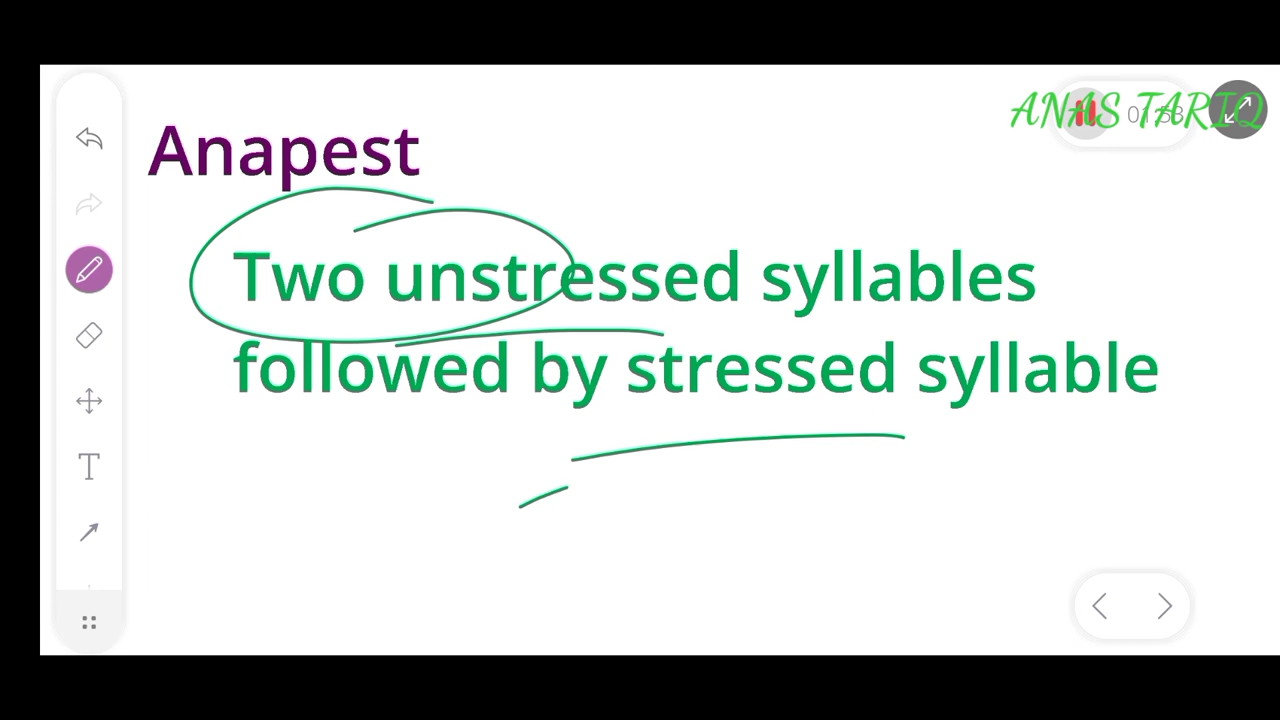 ANAS TARIQ
Anapest
Two unstressed syllables
followed by stressed syllable
T